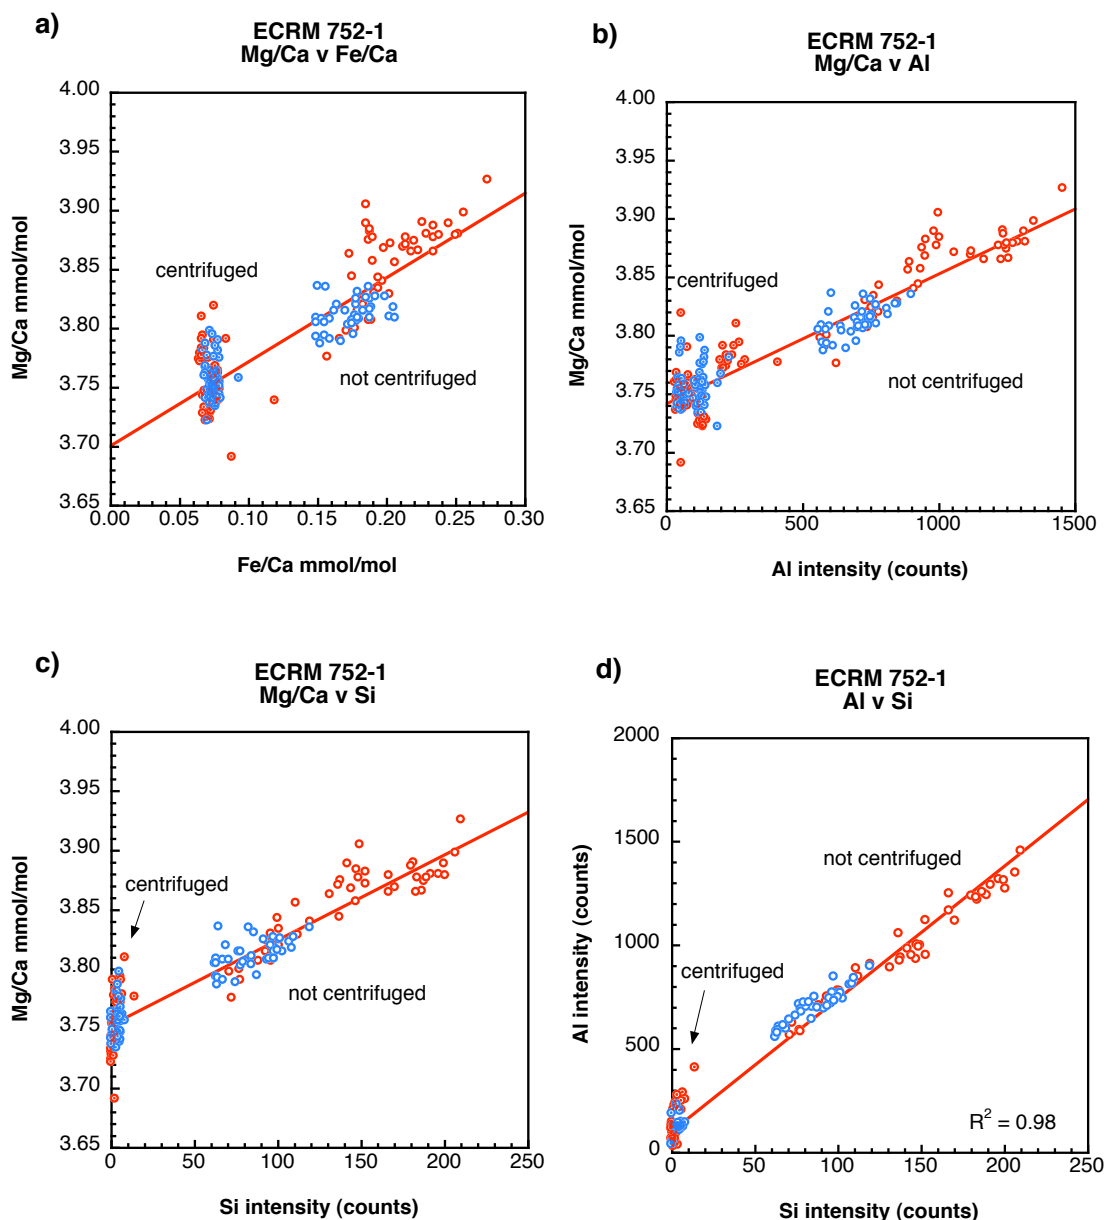 a)
ECRM 752-1
Mg/Ca v Fe/Ca
4.00
3.95
3.90
3.85
3.80
3.75
3.70
3.65
Mg/Ca mmol/mol
centrifuged
not centrifuged
0.00 0.05 0.10 0.15 0.20 0.25 0.30
Fe/Ca mmol/mol
b)
ECRM 752-1
Mg/Ca v Al
4.00
3.95
3.90
3.85
3.80
3.75
3.70
3.65
Mg/Ca mmol/mol
centrifuged
not centrifuged
0 500 1000 1500
Al intensity (counts)
c)
ECRM 752-1
Mg/Ca v Si
4.00
3.95
3.90
3.85
3.80
3.75
3.70
3.65
Mg/Ca mmol/mol
centrifuged
not centrifuged
0 50 100 150 200 250
Si intensity (counts)
d)
ECRM 752-1
Al v Si
2000
1500
1000
500
0
Al intensity (counts)
not centrifuged
centrifuged
R² = 0.98
0 50 100 150 200 250
Si intensity (counts)